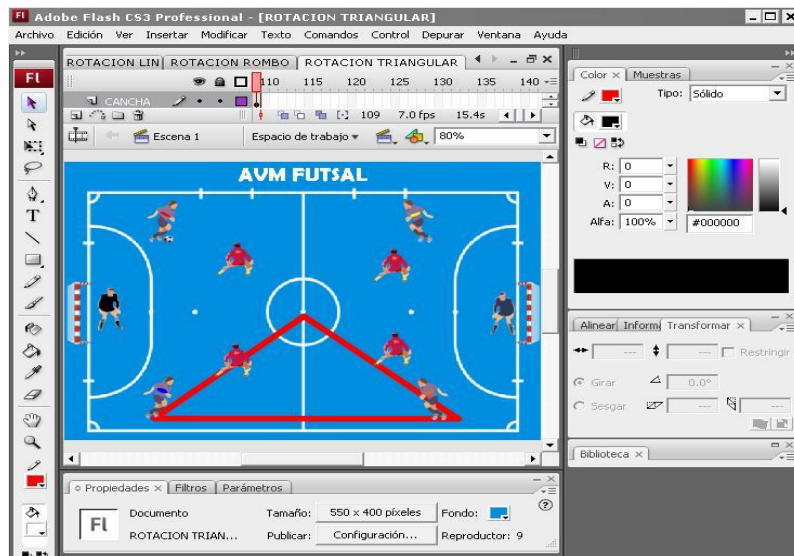 Adobe Flash CS3 Professional - [ROTACION TRIANGULAR]
Archivo Edición Ver Insertar Modificar Texto Comandos Control Depurar Ventana Ayuda
ROTACION LIN ROTACION ROMBO ROTACION TRIANGULAR
110 115 120 125 130 135 140
CANCHA
109 7.0 fps 15.4s
Escena 1 Espacio de trabajo 80%
AVM FUTSAL
Propiedades × Filtros Parámetros
Fl
Documento Tamaño: 550 x 400 píxeles Fondo:
ROTACION TRIAN... Publicar: Configuración... Reproductor: 9
Fl
T
Color × Muestras
Tipo: Sólido
R: 0
V: 0
A: 0
Alfa: 100% #000000
Alinear Inform Transformar ×
--- --- Restringir
Girar 0.0°
Sesgar --- ---
Biblioteca ×